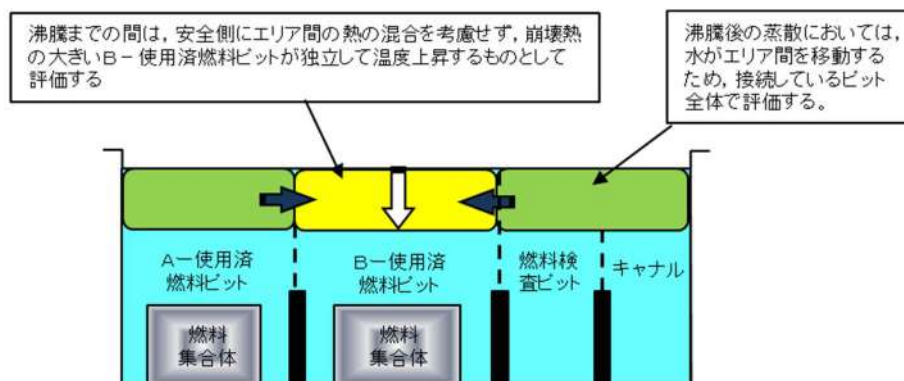 沸騰までの間は，安全側にエリア間の熱の混合を考慮せず，崩壊熱
の大きいＢ－使用済燃料ピットが独立して温度上昇するものとして
評価する
沸騰後の蒸散においては，
水がエリア間を移動する
ため，接続しているピット
全体で評価する。
Ａ－使用済
燃料ピット
Ｂ－使用済
燃料ピット
燃料検
査ピット
キャナル
燃料
集合体
燃料
集合体